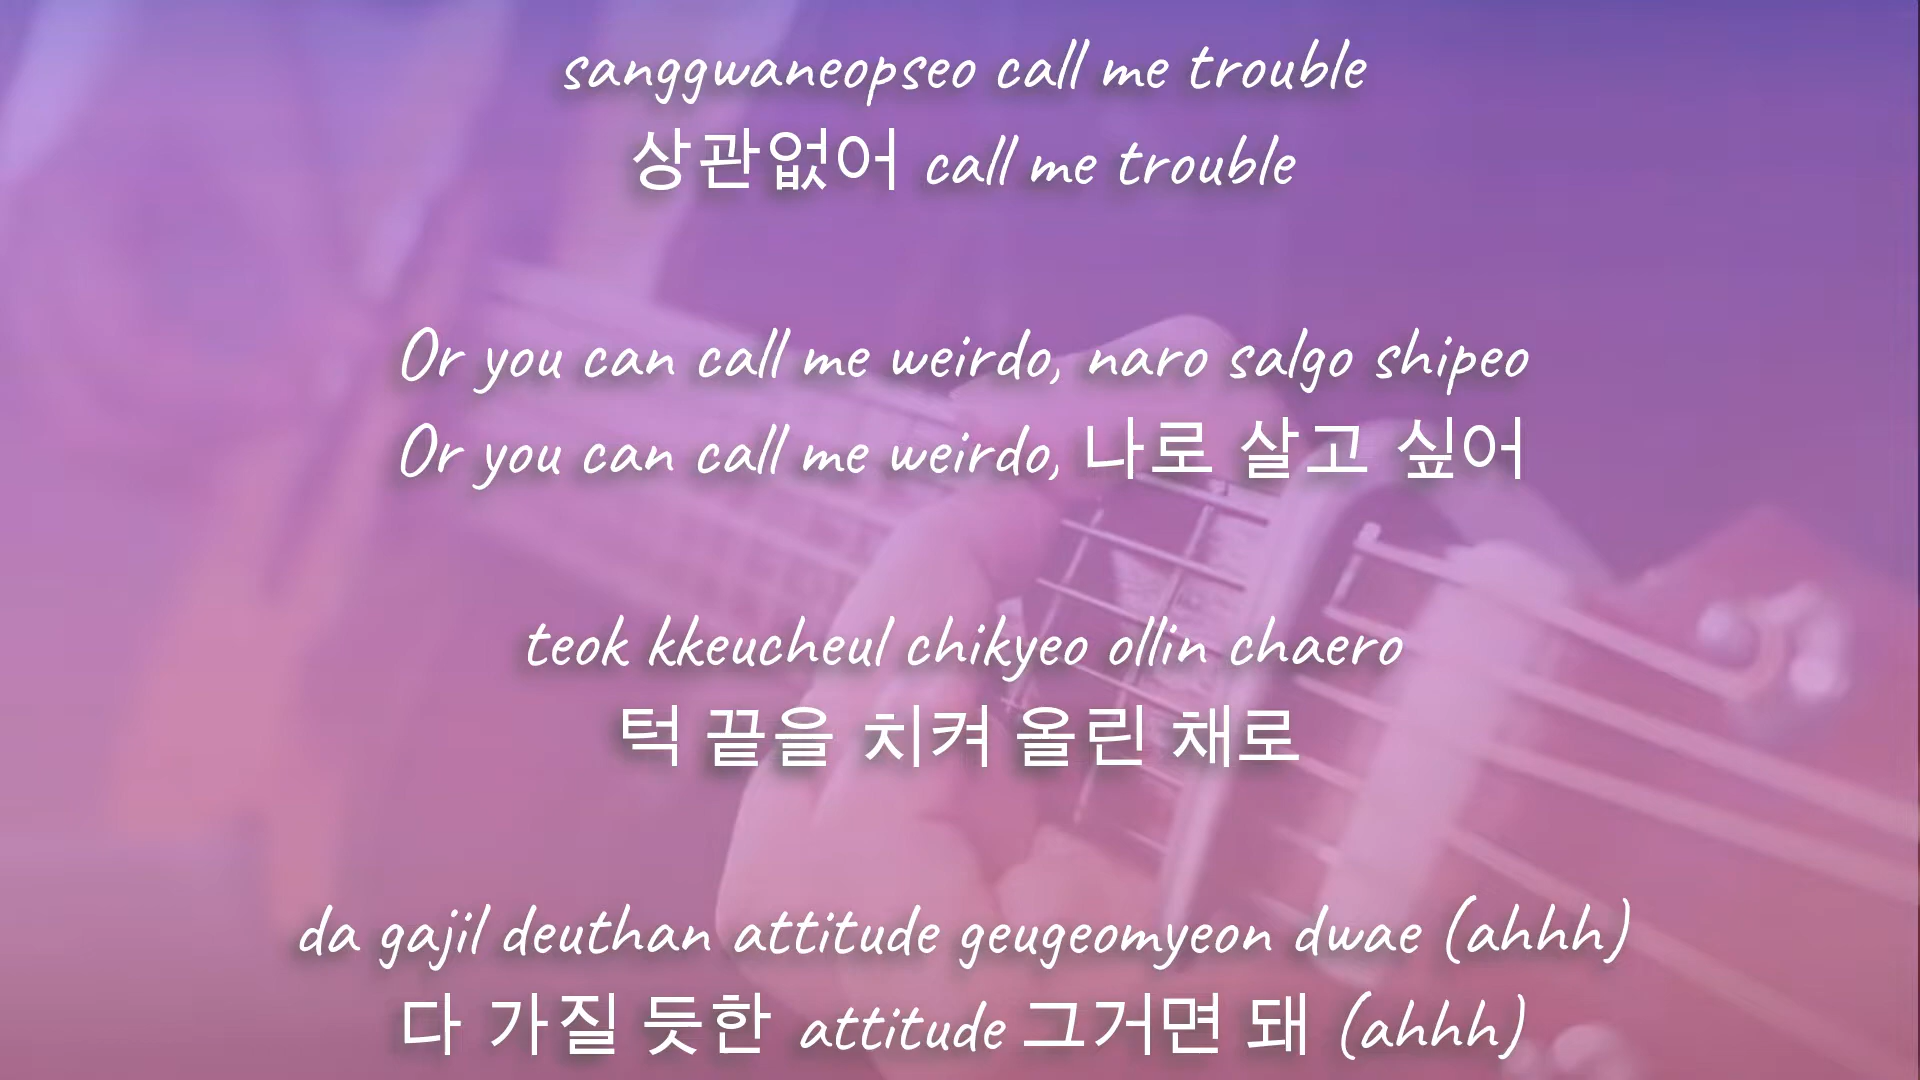 sanggwaneopseo call me trouble
상관없어 call me trouble
Or you can call me weirdo, naro salgo shipeo
Or you can call me weirdo, 나로 살고 싶어
teok kkeucheul chikyeo ollin chaero
턱 끝을 치켜 올린 채로
da gajil deuthan attitude geugeomyeon dwae (ahhh)
다 가질 듯한 attitude 그거면 돼 (ahhh)